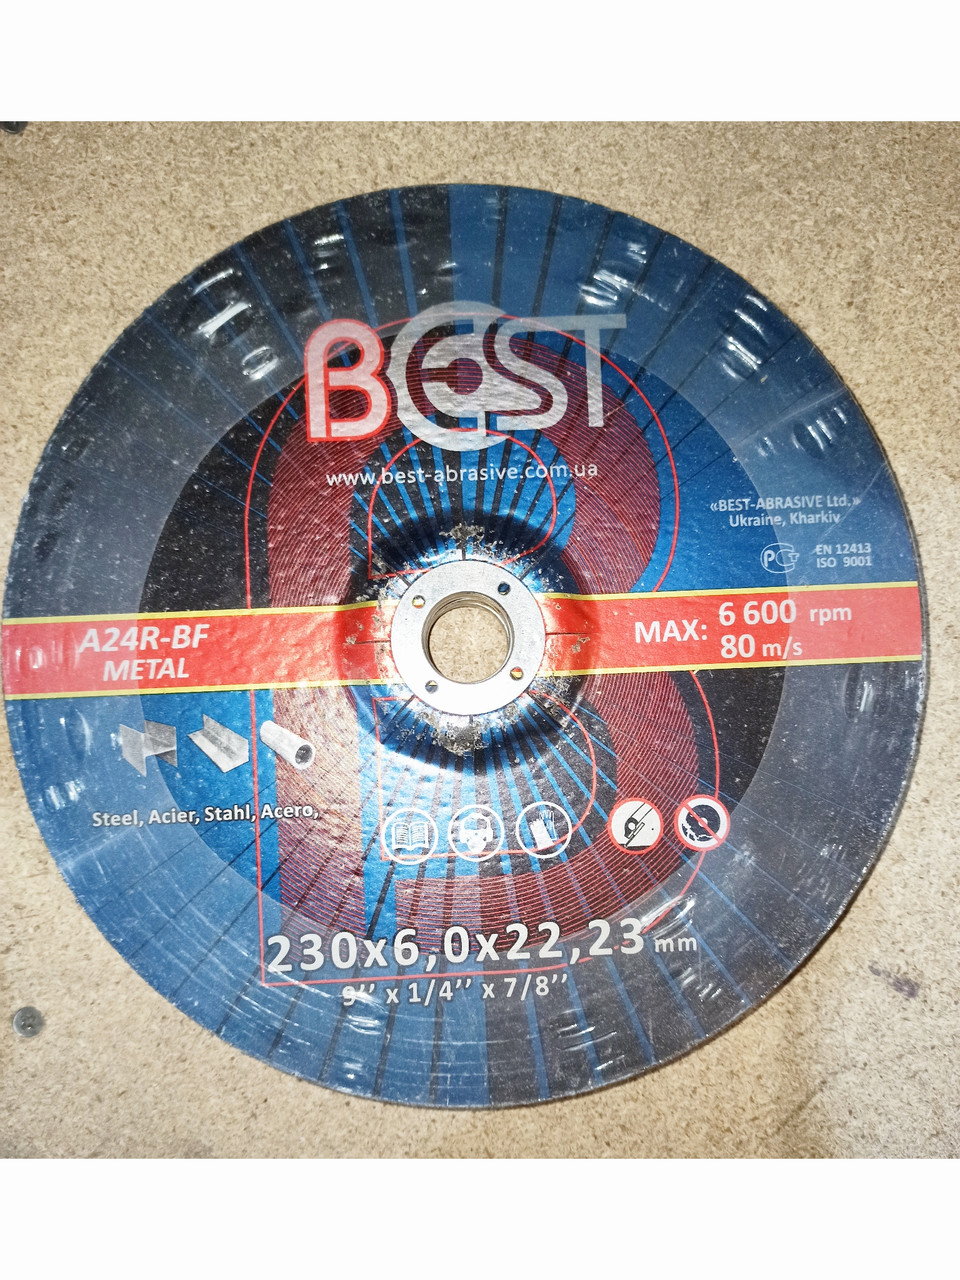 BEST
www.best-abrasive.com.ua
«BEST-ABRASIVE Ltd.»
Ukraine, Kharkiv
EN 12413
ISO 9001
A24R-BF
METAL
MAX: 6 600 rpm
80 m/s
Steel, Acier, Stahl, Acero,
230x6,0x22,23 mm
9'' x 1/4'' x 7/8''